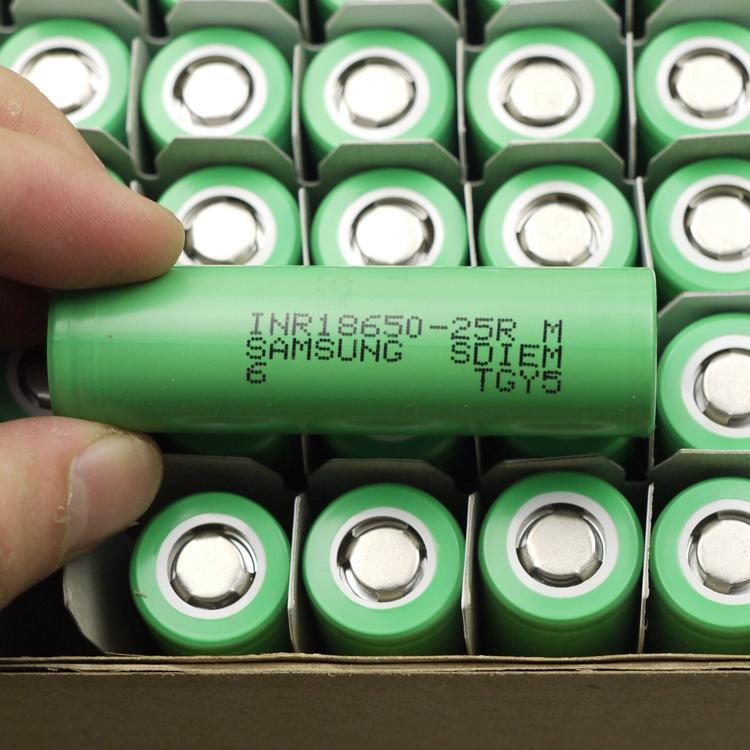 INR18650-25R M
SAMSUNG SDIEM
6 TGY5